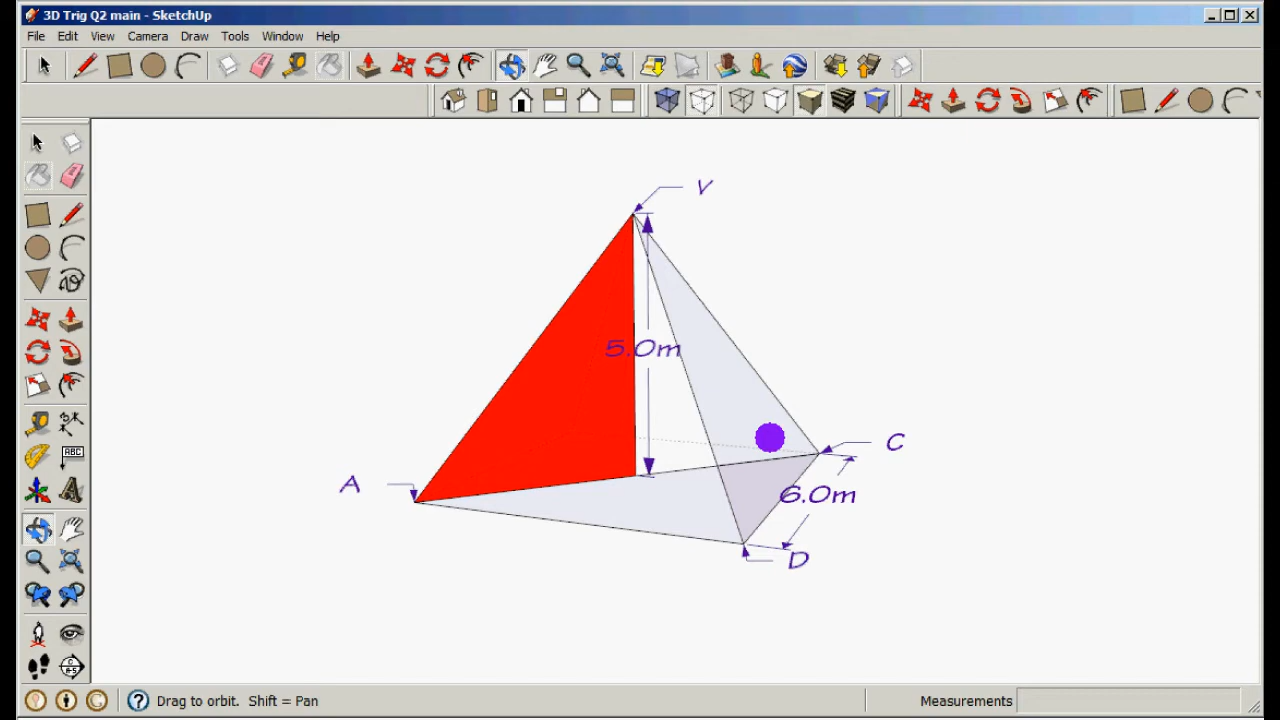 3D Trig Q2 main - SketchUp
File Edit View Camera Draw Tools Window Help
V
5.0m
C
A
6.0m
D
ABC
Drag to orbit. Shift = Pan
Measurements